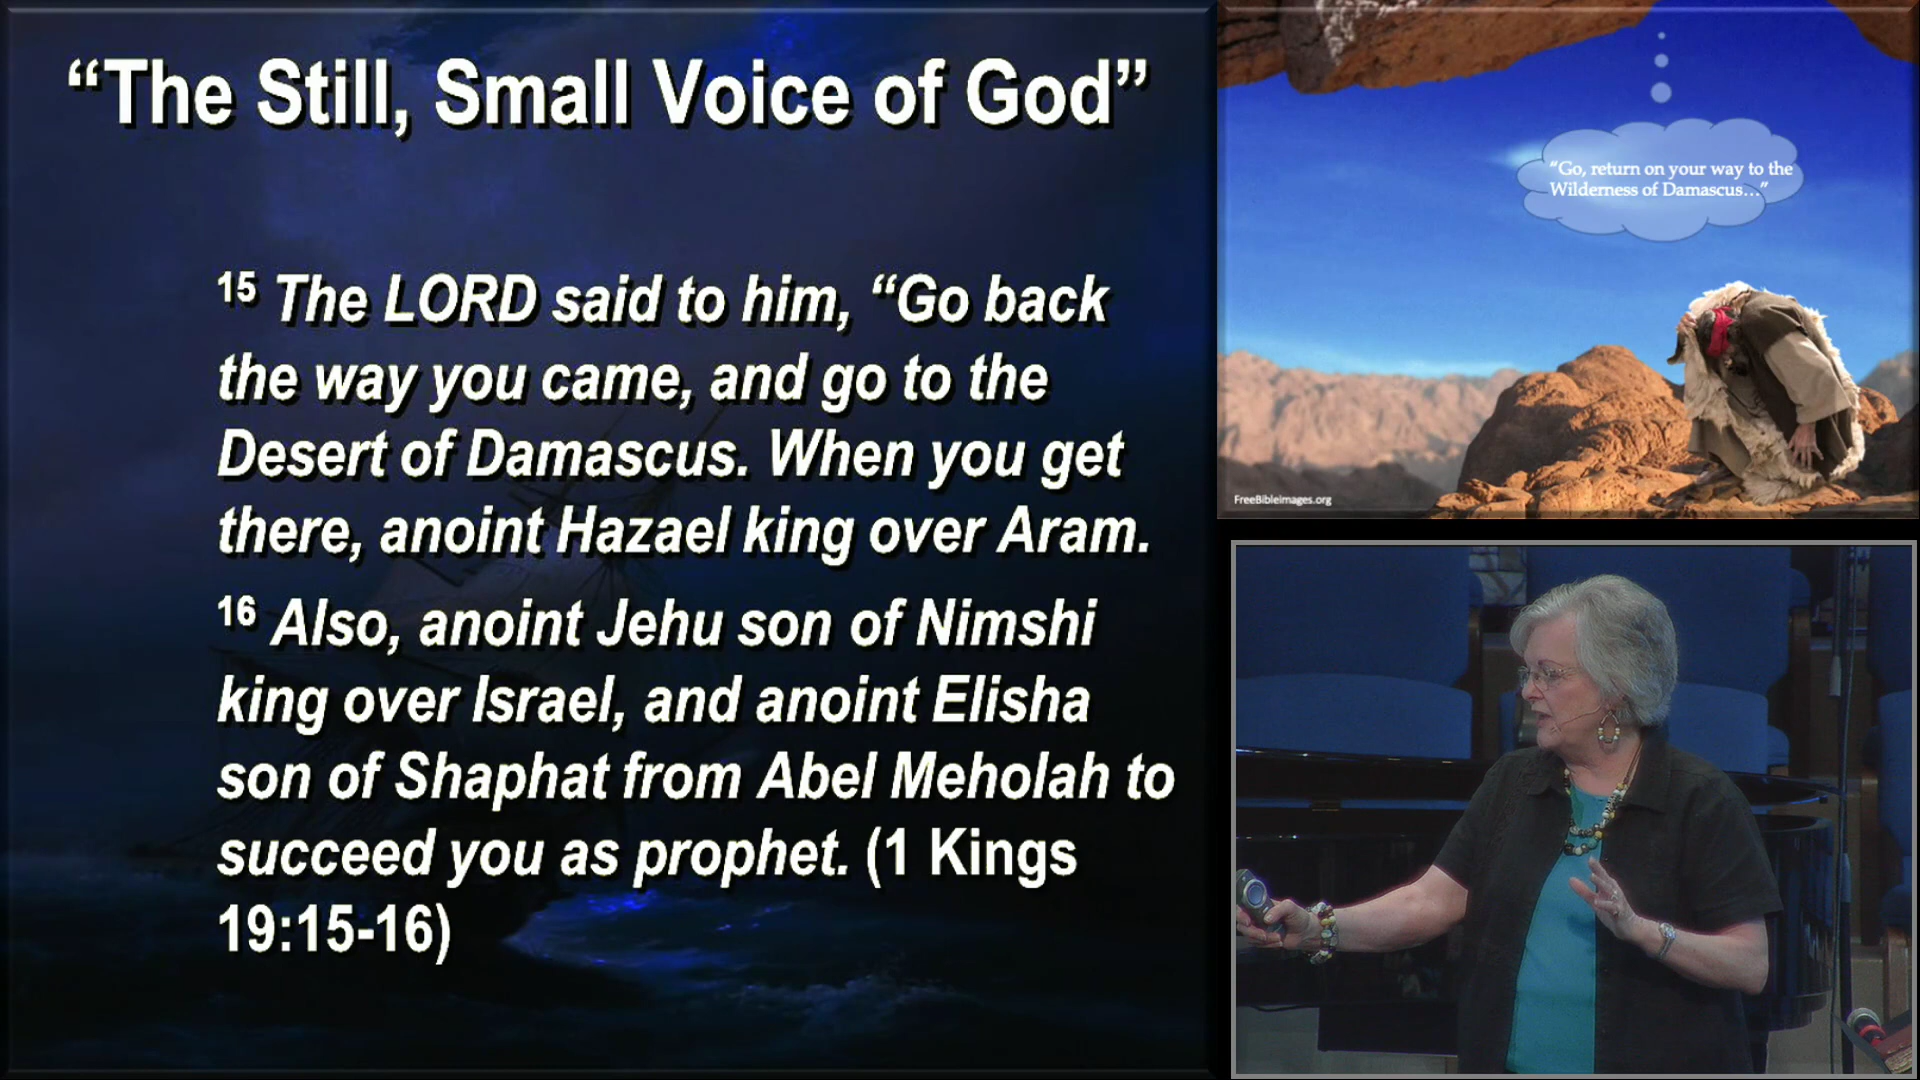 “The Still, Small Voice of God”
15 The LORD said to him, “Go back
the way you came, and go to the
Desert of Damascus. When you get
there, anoint Hazael king over Aram.
16 Also, anoint Jehu son of Nimshi
king over Israel, and anoint Elisha
son of Shaphat from Abel Meholah to
succeed you as prophet. (1 Kings
19:15-16)
“Go, return on your way to the
Wilderness of Damascus…”
FreeBibleimages.org